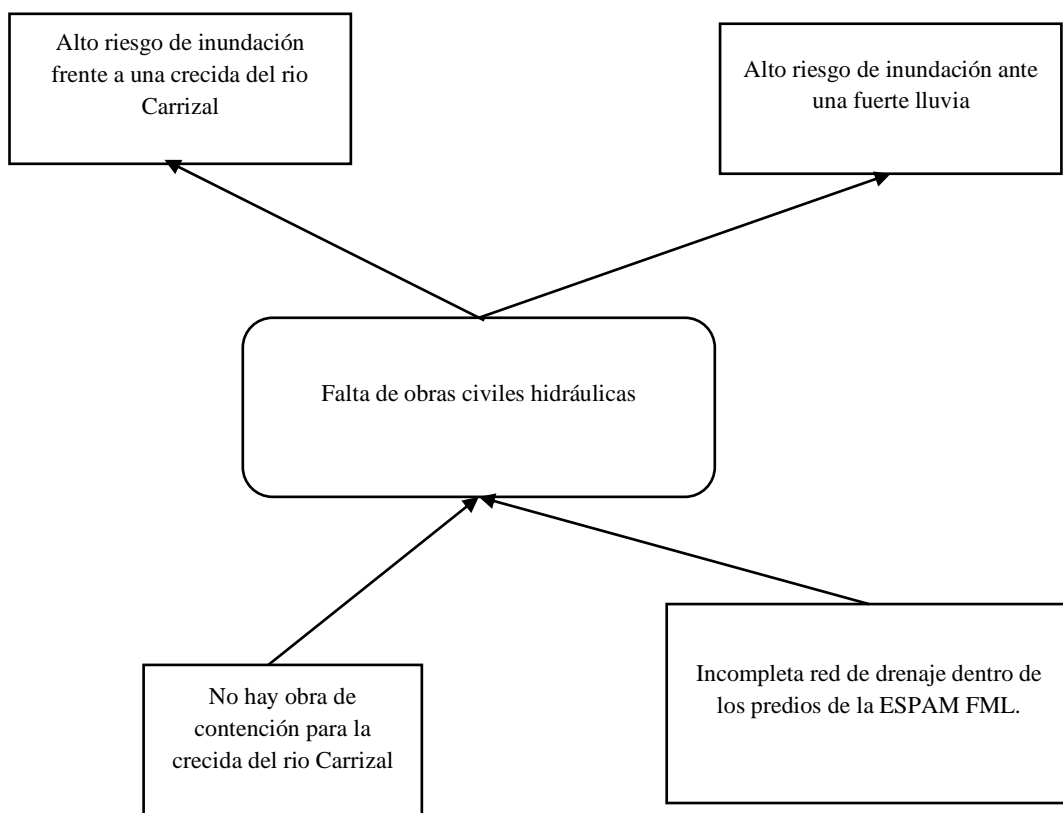 Alto riesgo de inundación
frente a una crecida del rio
Carrizal
Alto riesgo de inundación ante
una fuerte lluvia
Falta de obras civiles hidráulicas
No hay obra de
contención para la
crecida del rio Carrizal
Incompleta red de drenaje dentro de
los predios de la ESPAM FML.